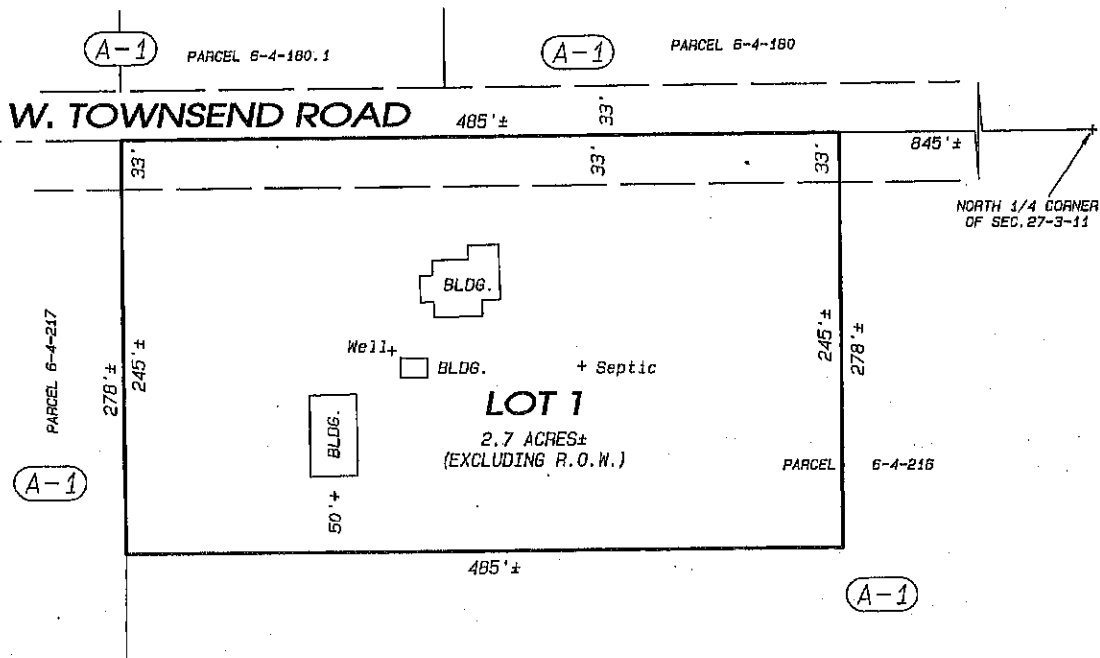 A-1
PARCEL 6-4-180.1
A-1
PARCEL 6-4-180
W. TOWNSEND ROAD
485'±
33'
33'
33'
33'
845'±
NORTH 1/4 CORNER
OF SEC. 27-3-11
BLDG.
PARCEL 6-4-217
278'±
245'±
Well+
BLDG.
+ Septic
245'±
278'±
LOT 1
2.7 ACRES±
(EXCLUDING R.O.W.)
BLDG.
PARCEL 6-4-216
A-1
50'+
485'±
A-1